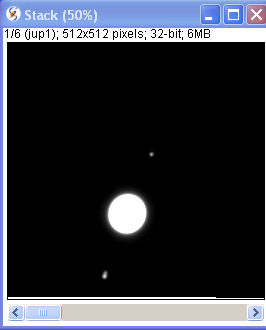 Stack (50%)
1/6 (jup1); 512x512 pixels; 32-bit; 6MB